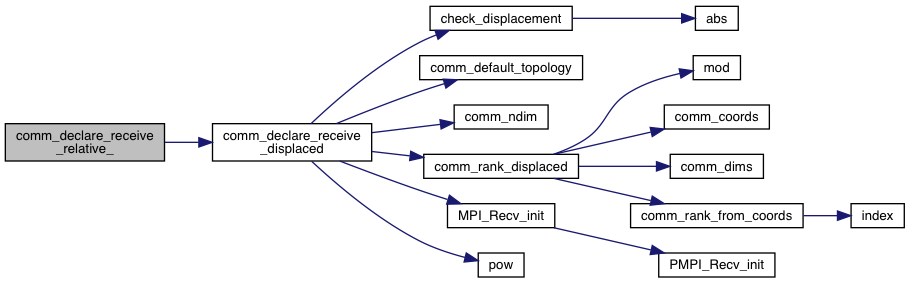 comm_declare_receive
_relative_
comm_declare_receive
_displaced
check_displacement
abs
comm_default_topology
comm_ndim
comm_rank_displaced
mod
comm_coords
comm_dims
comm_rank_from_coords
index
MPI_Recv_init
PMPI_Recv_init
pow